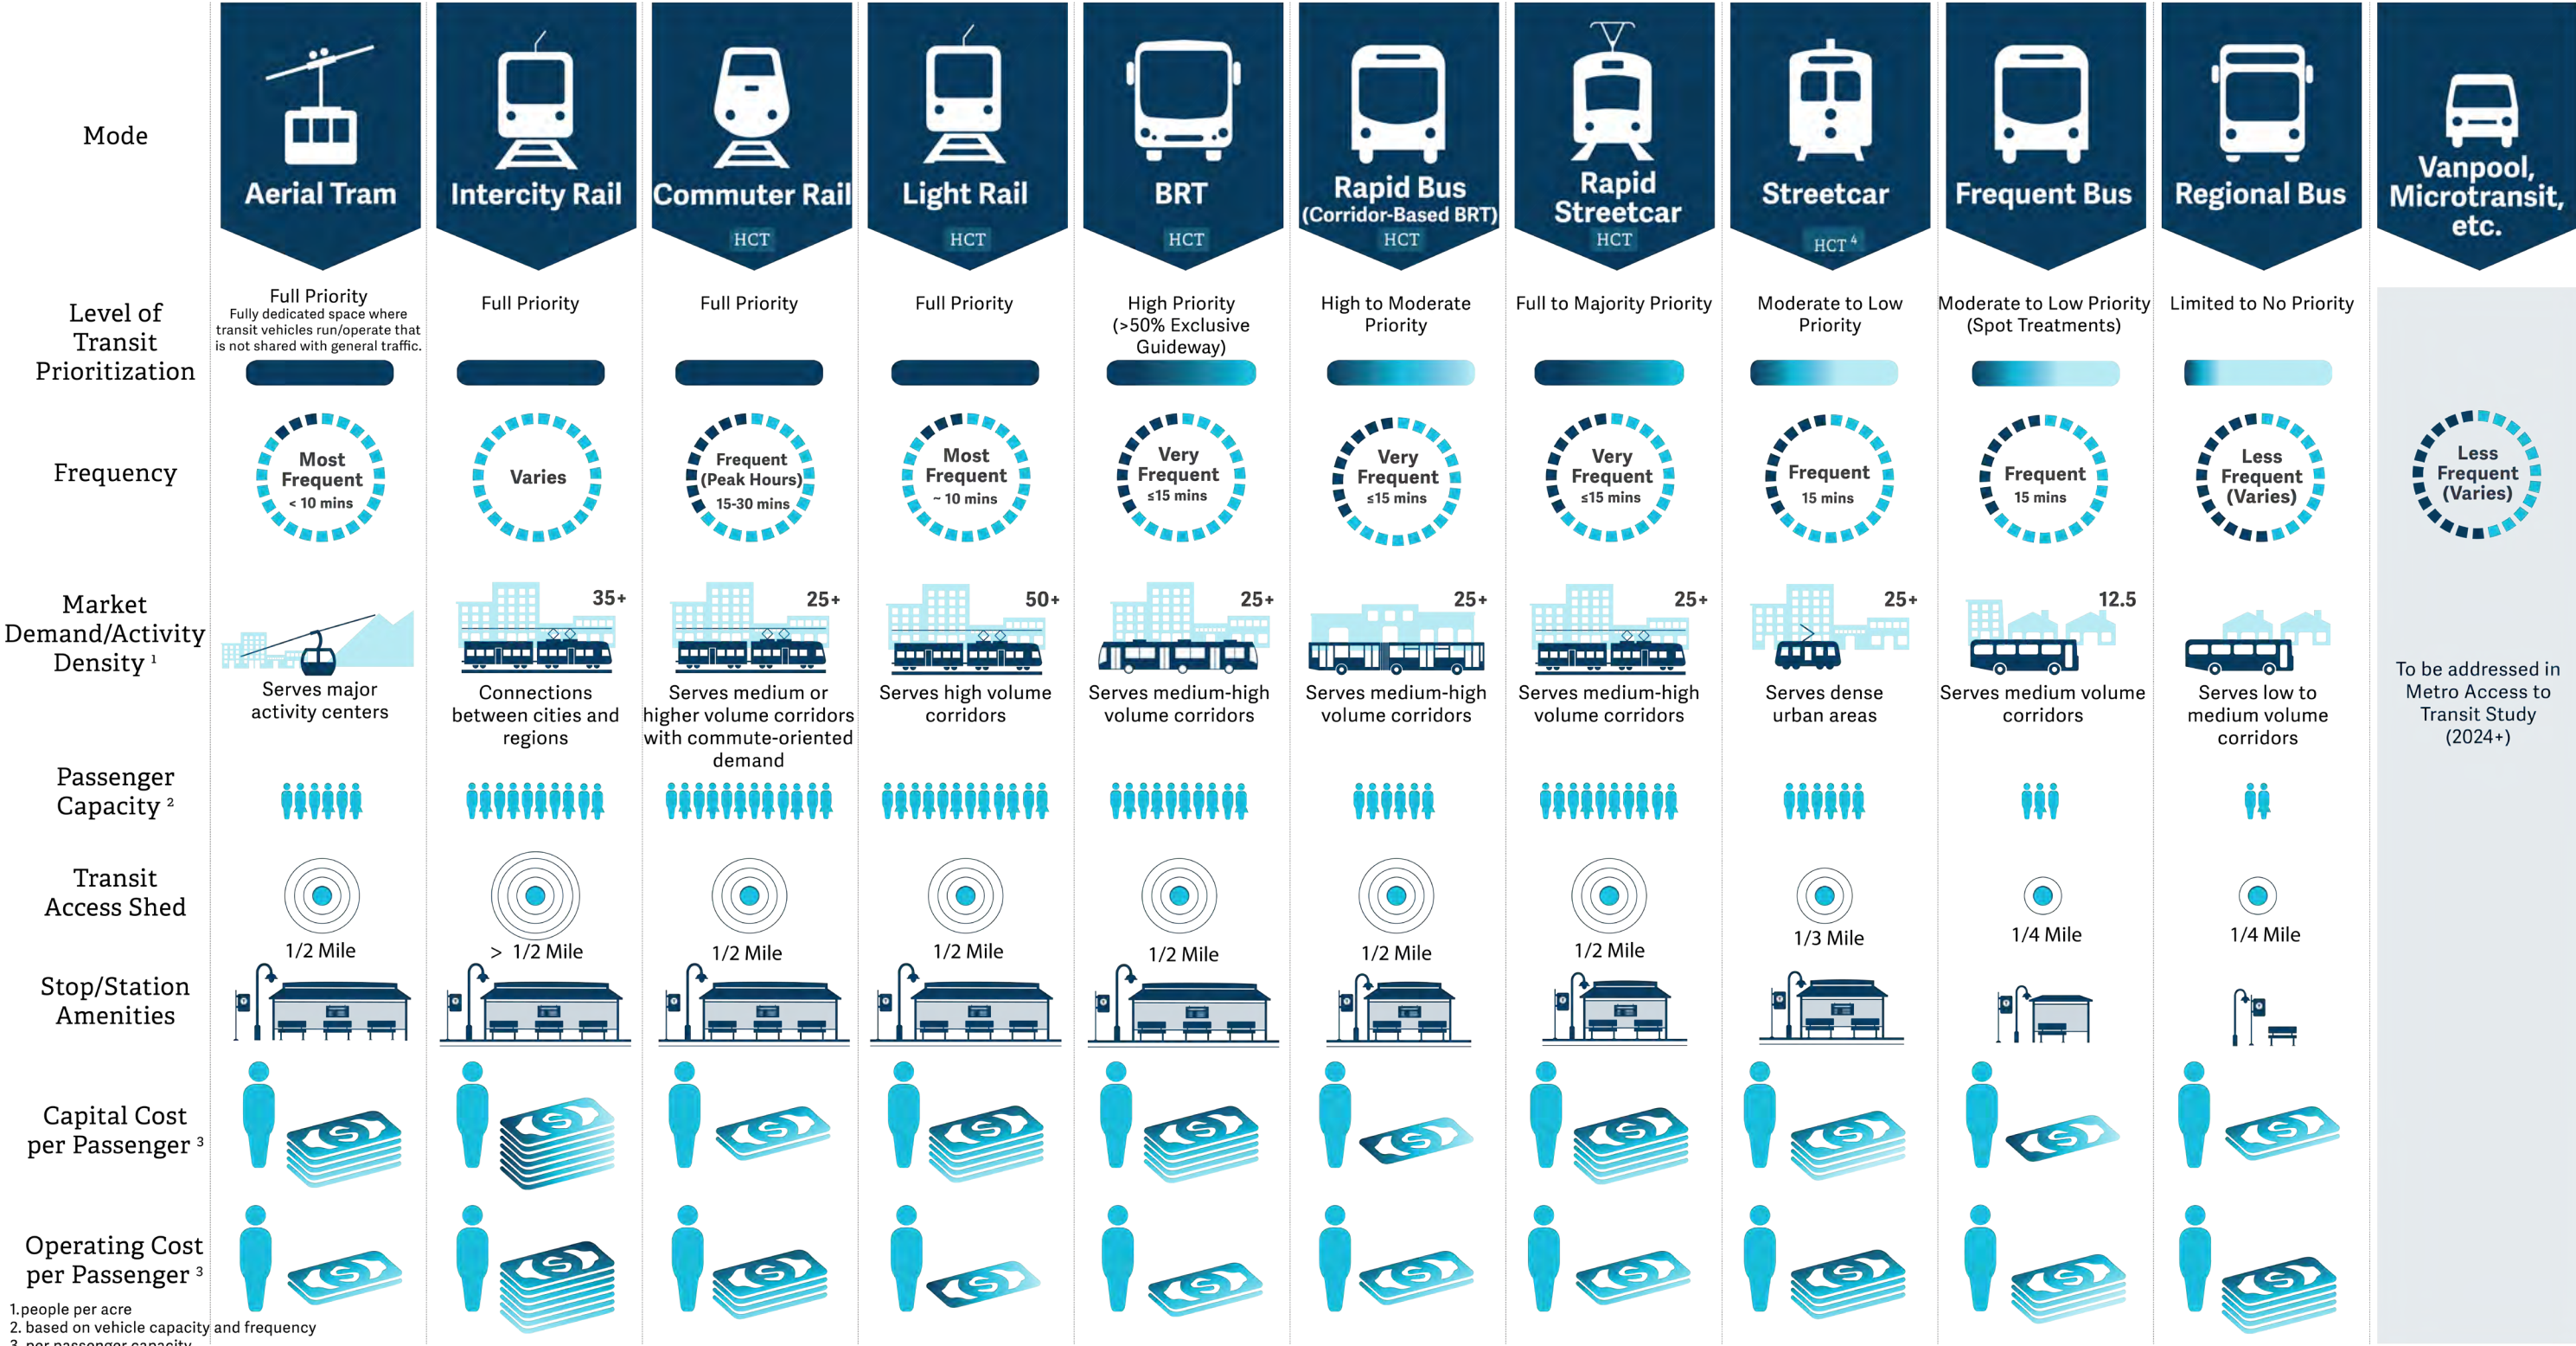 Mode
Aerial Tram
Intercity Rail
Commuter Rail
HCT
Light Rail
HCT
BRT
HCT
Rapid Bus
(Corridor-Based BRT)
HCT
Rapid
Streetcar
HCT
Streetcar
HCT 4
Frequent Bus
Regional Bus
Vanpool,
Microtransit,
etc.
Level of
Transit
Prioritization
Full Priority
Fully dedicated space where
transit vehicles run/operate that
is not shared with general traffic.
Full Priority
Full Priority
Full Priority
High Priority
(>50% Exclusive
Guideway)
High to Moderate
Priority
Full to Majority Priority
Moderate to Low
Priority
Moderate to Low Priority
(Spot Treatments)
Limited to No Priority
Frequency
Most
Frequent
< 10 mins
Varies
Frequent
(Peak Hours)
15-30 mins
Most
Frequent
~ 10 mins
Very
Frequent
≤15 mins
Very
Frequent
≤15 mins
Very
Frequent
≤15 mins
Frequent
15 mins
Frequent
15 mins
Less
Frequent
(Varies)
Less
Frequent
(Varies)
Market
Demand/Activity
Density 1
Serves major
activity centers
35+
Connections
between cities and
regions
25+
Serves medium or
higher volume corridors
with commute-oriented
demand
50+
Serves high volume
corridors
25+
Serves medium-high
volume corridors
25+
Serves medium-high
volume corridors
25+
Serves medium-high
volume corridors
25+
Serves dense
urban areas
12.5
Serves medium volume
corridors
Serves low to
medium volume
corridors
To be addressed in
Metro Access to
Transit Study
(2024+)
Passenger
Capacity 2
Transit
Access Shed
1/2 Mile
> 1/2 Mile
1/2 Mile
1/2 Mile
1/2 Mile
1/2 Mile
1/2 Mile
1/3 Mile
1/4 Mile
1/4 Mile
Stop/Station
Amenities
Capital Cost
per Passenger 3
Operating Cost
per Passenger 3
1.people per acre
2. based on vehicle capacity and frequency
3. per passenger capacity